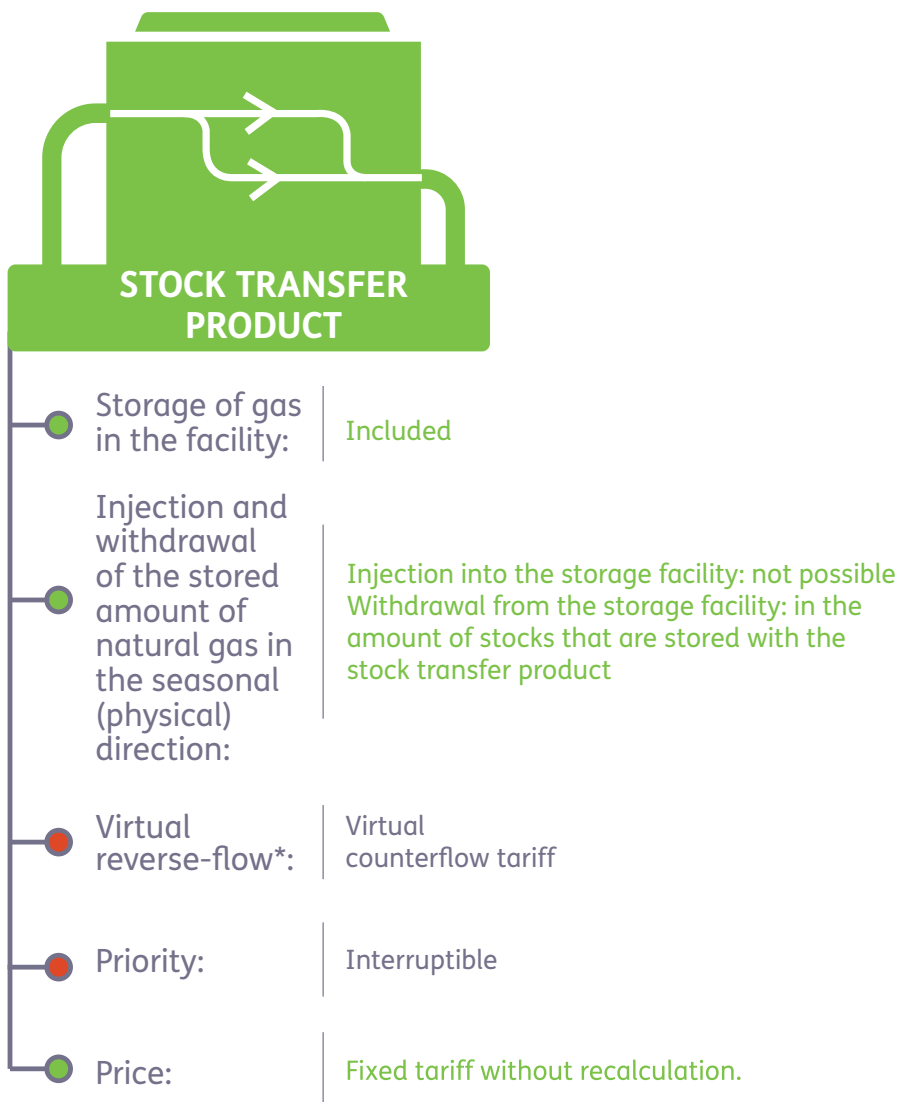 STOCK TRANSFER
PRODUCT
Storage of gas
in the facility:
Included
Injection and
withdrawal
of the stored
amount of
natural gas in
the seasonal
(physical)
direction:
Injection into the storage facility: not possible
Withdrawal from the storage facility: in the
amount of stocks that are stored with the
stock transfer product
Virtual
reverse-flow*:
Virtual
counterflow tariff
Priority:
Interruptible
Price:
Fixed tariff without recalculation.